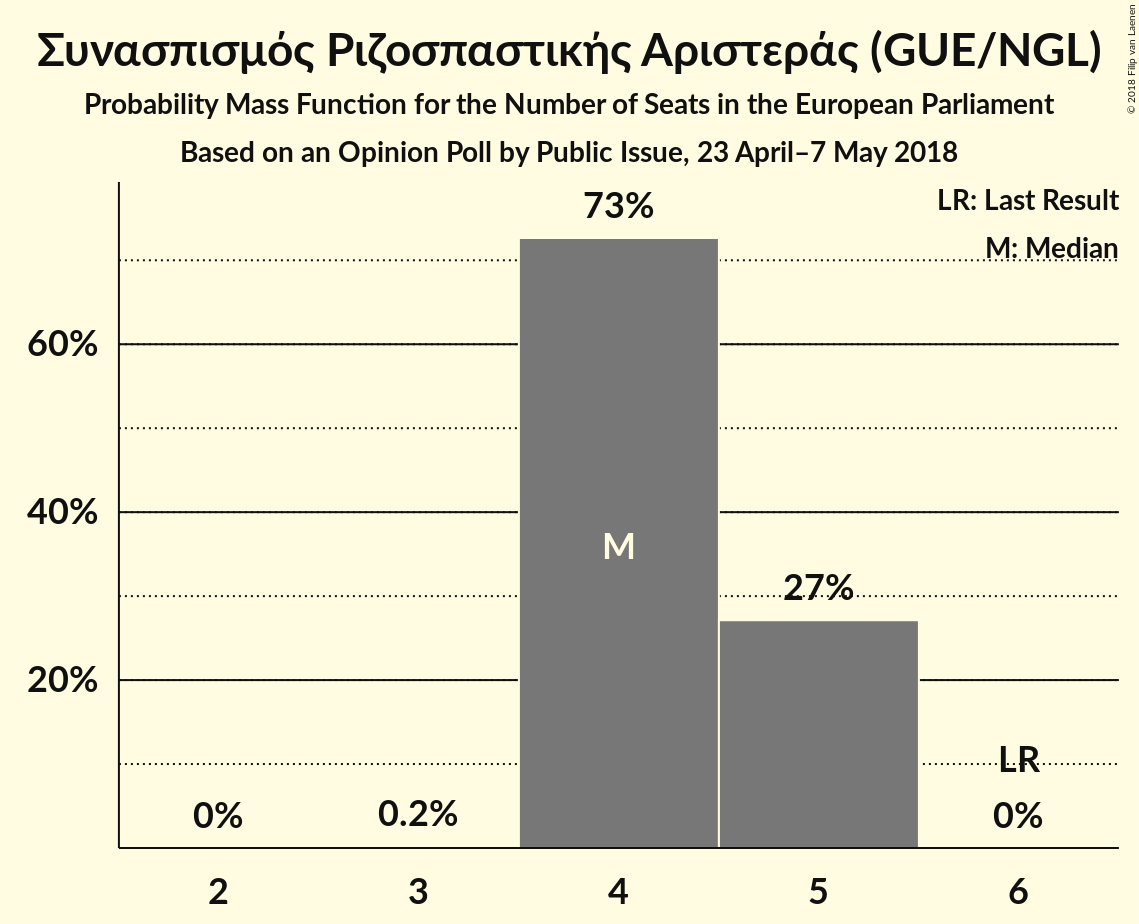 Συνασπισμός Ριζοσπαστικής Αριστεράς (GUE/NGL)
Probability Mass Function for the Number of Seats in the European Parliament
Based on an Opinion Poll by Public Issue, 23 April–7 May 2018
© 2018 Filip van Laenen
LR: Last Result
M: Median
73%
60%
40%
M
27%
20%
LR
0%
0.2%
0%
2
3
4
5
6